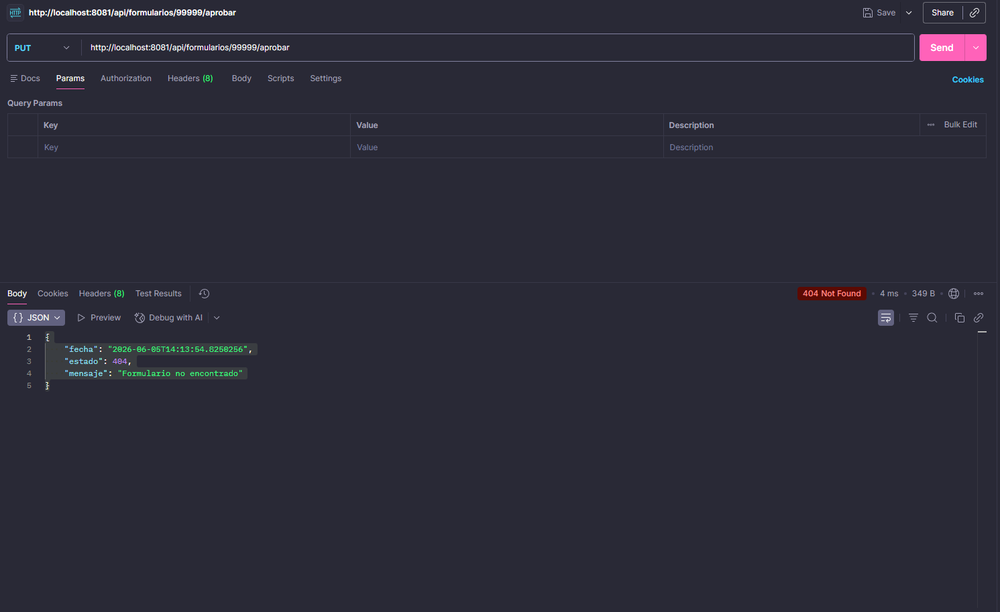 HTTP http://localhost:8081/api/formularios/99999/aprobar Save Share
PUT http://localhost:8081/api/formularios/99999/aprobar Send
Docs Params Authorization Headers (8) Body Scripts Settings Cookies
Query Params
Key Value Description ••• Bulk Edit
Key Value Description
Body Cookies Headers (8) Test Results 404 Not Found • 4 ms • 349 B • •••
{} JSON Preview Debug with AI
1 {
2 "fecha": "2026-06-05T14:13:54.8250256",
3 "estado": 404,
4 "mensaje": "Formulario no encontrado"
5 }